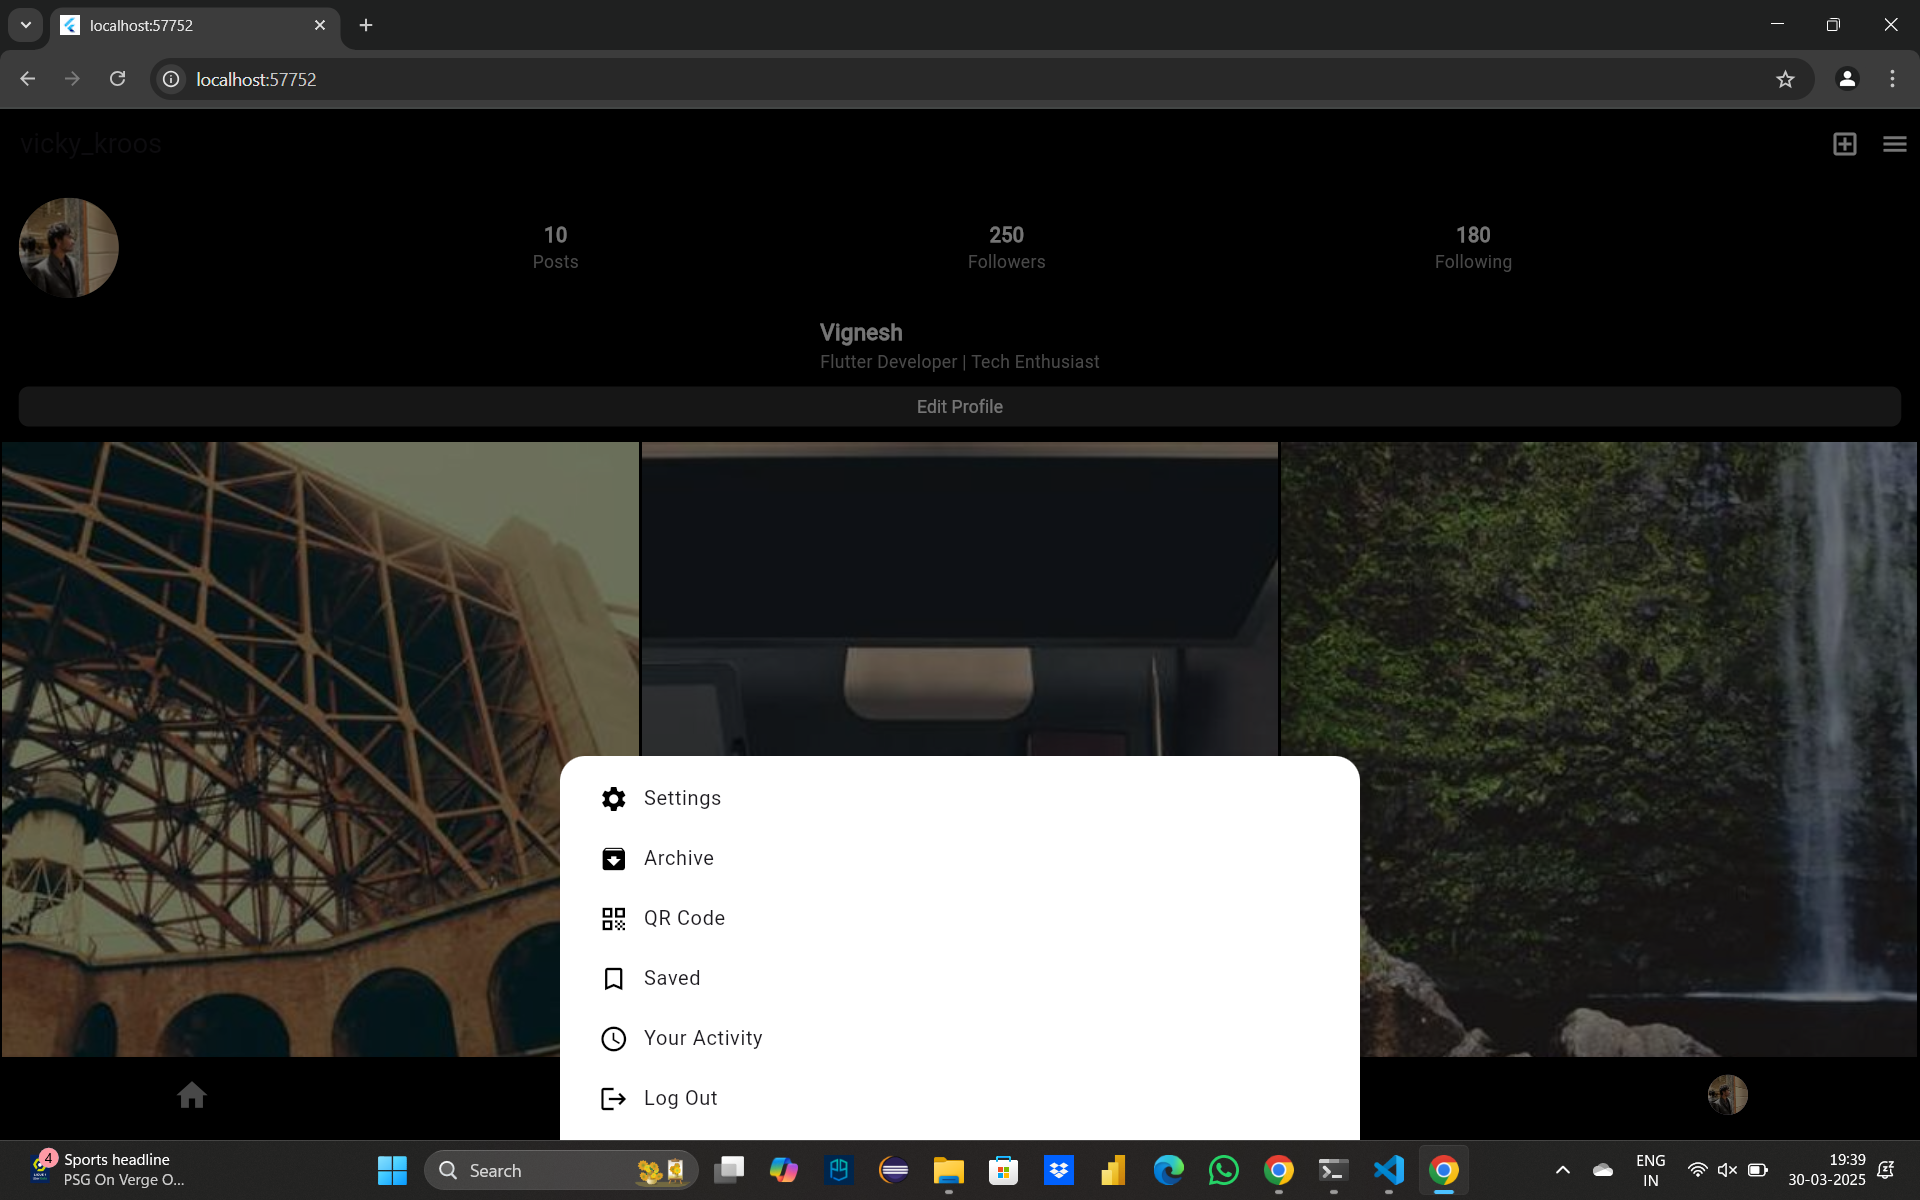 localhost:57752
localhost:57752
vicky_kroos
10
Posts
250
Followers
180
Following
Vignesh
Flutter Developer | Tech Enthusiast
Edit Profile
Settings
Archive
QR Code
Saved
Your Activity
Log Out
4
Sports headline
PSG On Verge O...
Search
ENG
IN
19:39
30-03-2025